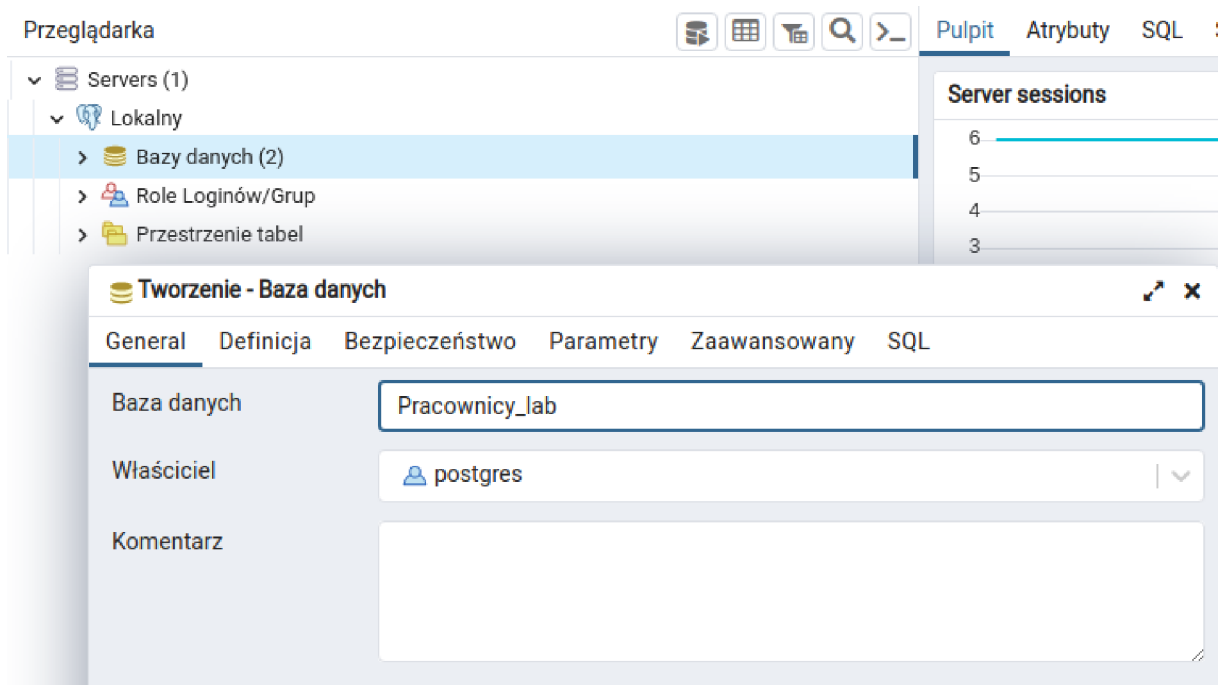 Przeglądarka
Pulpit Atrybuty SQL
Servers (1)
Lokalny
Bazy danych (2)
Role Loginów/Grup
Przestrzenie tabel
Server sessions
6
5
4
3
Tworzenie - Baza danych
General Definicja Bezpieczeństwo Parametry Zaawansowany SQL
Baza danych
Pracownicy_lab
Właściciel
postgres
Komentarz